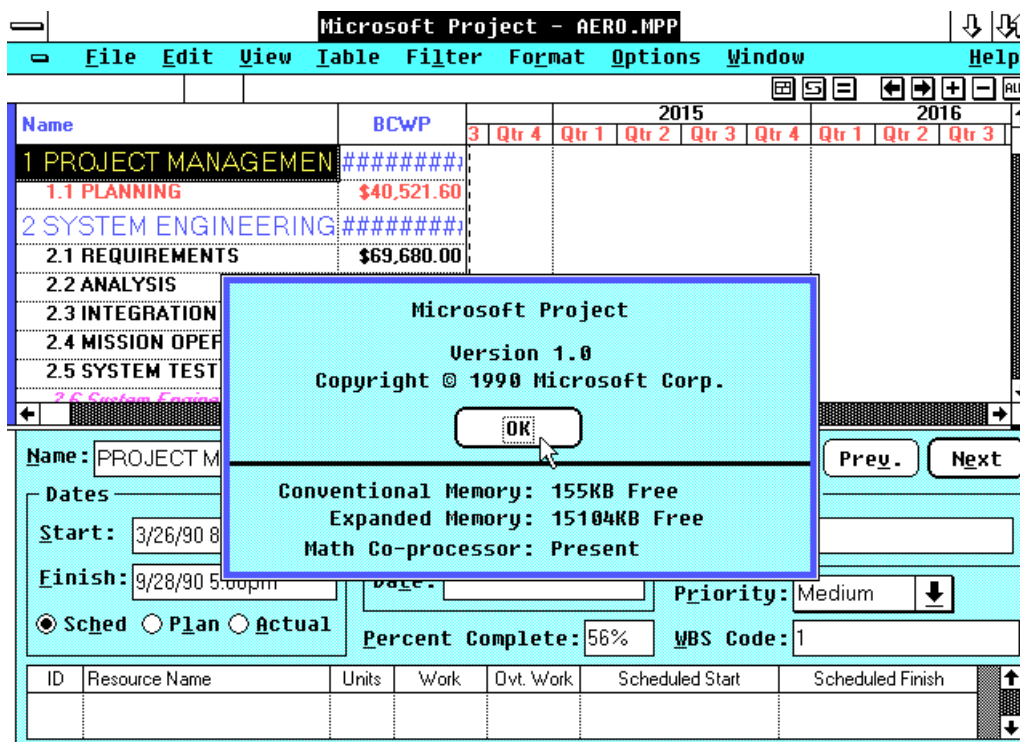 Microsoft Project - AERO.MPP
File Edit View Table Filter Format Options Window Help
2015 2016
Name BCWP 3 Qtr 4 Qtr 1 Qtr 2 Qtr 3 Qtr 4 Qtr 1 Qtr 2 Qtr 3
1 PROJECT MANAGEMEN ########
1.1 PLANNING $40,521.60
2 SYSTEM ENGINEERING ########
2.1 REQUIREMENTS $69,680.00
2.2 ANALYSIS
2.3 INTEGRATION
2.4 MISSION OPER
2.5 SYSTEM TEST
2.6 System Engine
Microsoft Project
Version 1.0
Copyright © 1990 Microsoft Corp.
OK
Conventional Memory: 155KB Free
Expanded Memory: 15104KB Free
Math Co-processor: Present
Name: PROJECT M Prev. Next
Dates
Start: 3/26/90 8
Finish: 9/28/90 5:00pm Date: Priority: Medium
Sched Plan Actual Percent Complete: 56% WBS Code: 1
ID Resource Name Units Work Ovt. Work Scheduled Start Scheduled Finish